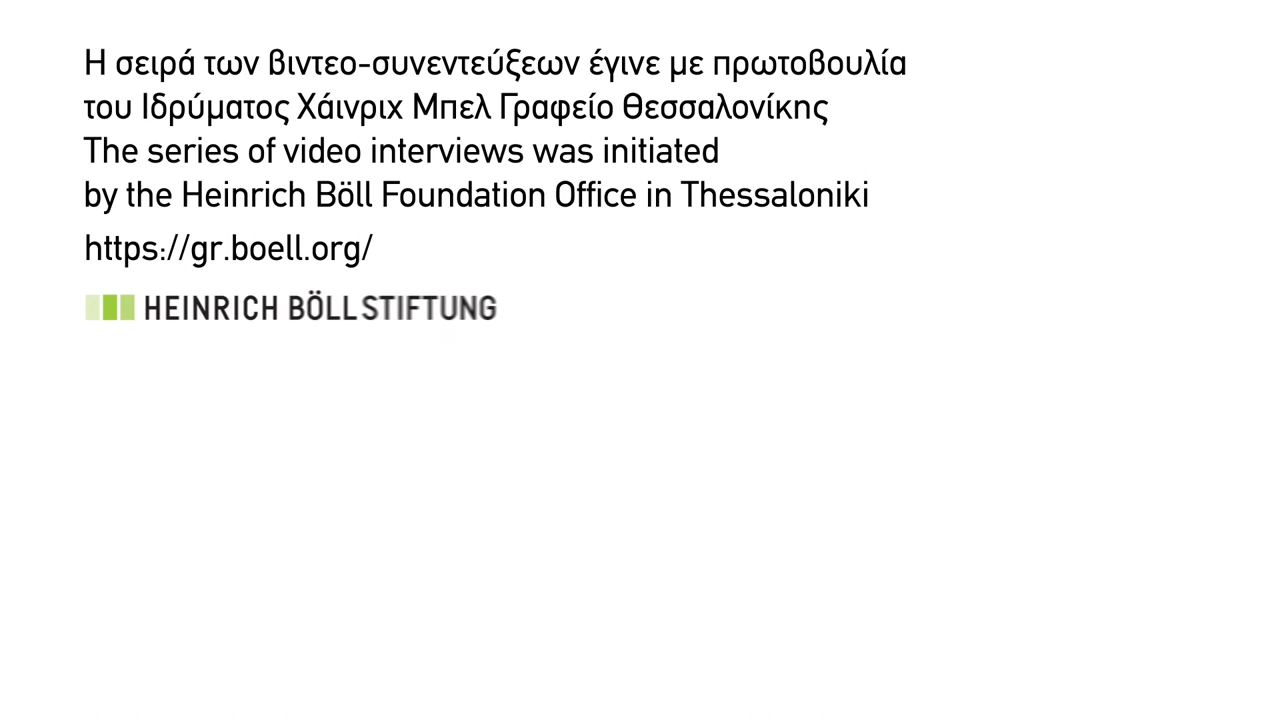 Η σειρά των βιντεο-συνεντεύξεων έγινε με πρωτοβουλία
του Ιδρύματος Χάινριχ Μπελ Γραφείο Θεσσαλονίκης
The series of video interviews was initiated
by the Heinrich Böll Foundation Office in Thessaloniki
https://gr.boell.org/
HEINRICH BÖLL STIFTUNG